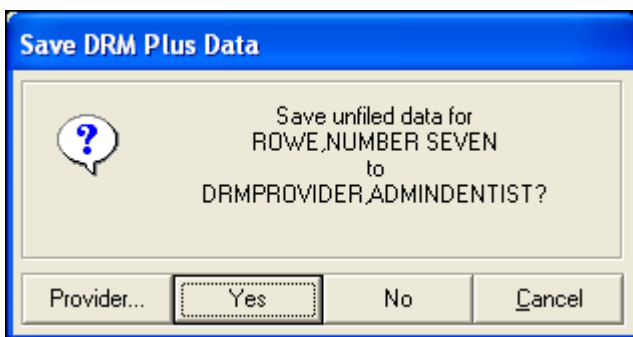 Save DRM Plus Data
Save unfiled data for
ROWE,NUMBER SEVEN
to
DRMPROVIDER,ADMINDENTIST?
Provider... Yes No Cancel